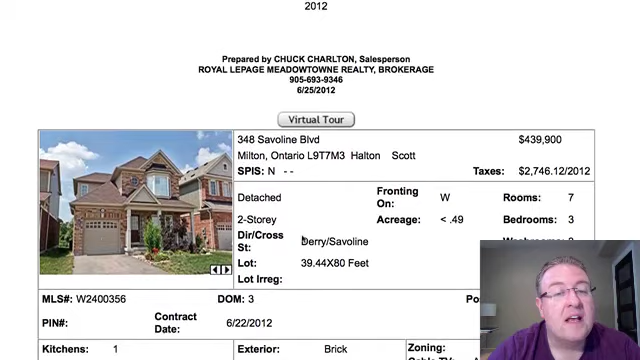 2012
Prepared by CHUCK CHARLTON, Salesperson
ROYAL LEPAGE MEADOWTOWNE REALTY, BROKERAGE
905-693-9346
6/25/2012
Virtual Tour
348 Savoline Blvd $439,900
Milton, Ontario L9T7M3 Halton Scott
SPIS: N - - Taxes: $2,746.12/2012
Detached Fronting On: W Rooms: 7
2-Storey Acreage: < .49 Bedrooms: 3
Dir/Cross St: Derry/Savoline
Lot: 39.44X80 Feet
Lot Irreg:
MLS#: W2400356 DOM: 3
PIN#: Contract Date: 6/22/2012
Kitchens: 1 Exterior: Brick Zoning: